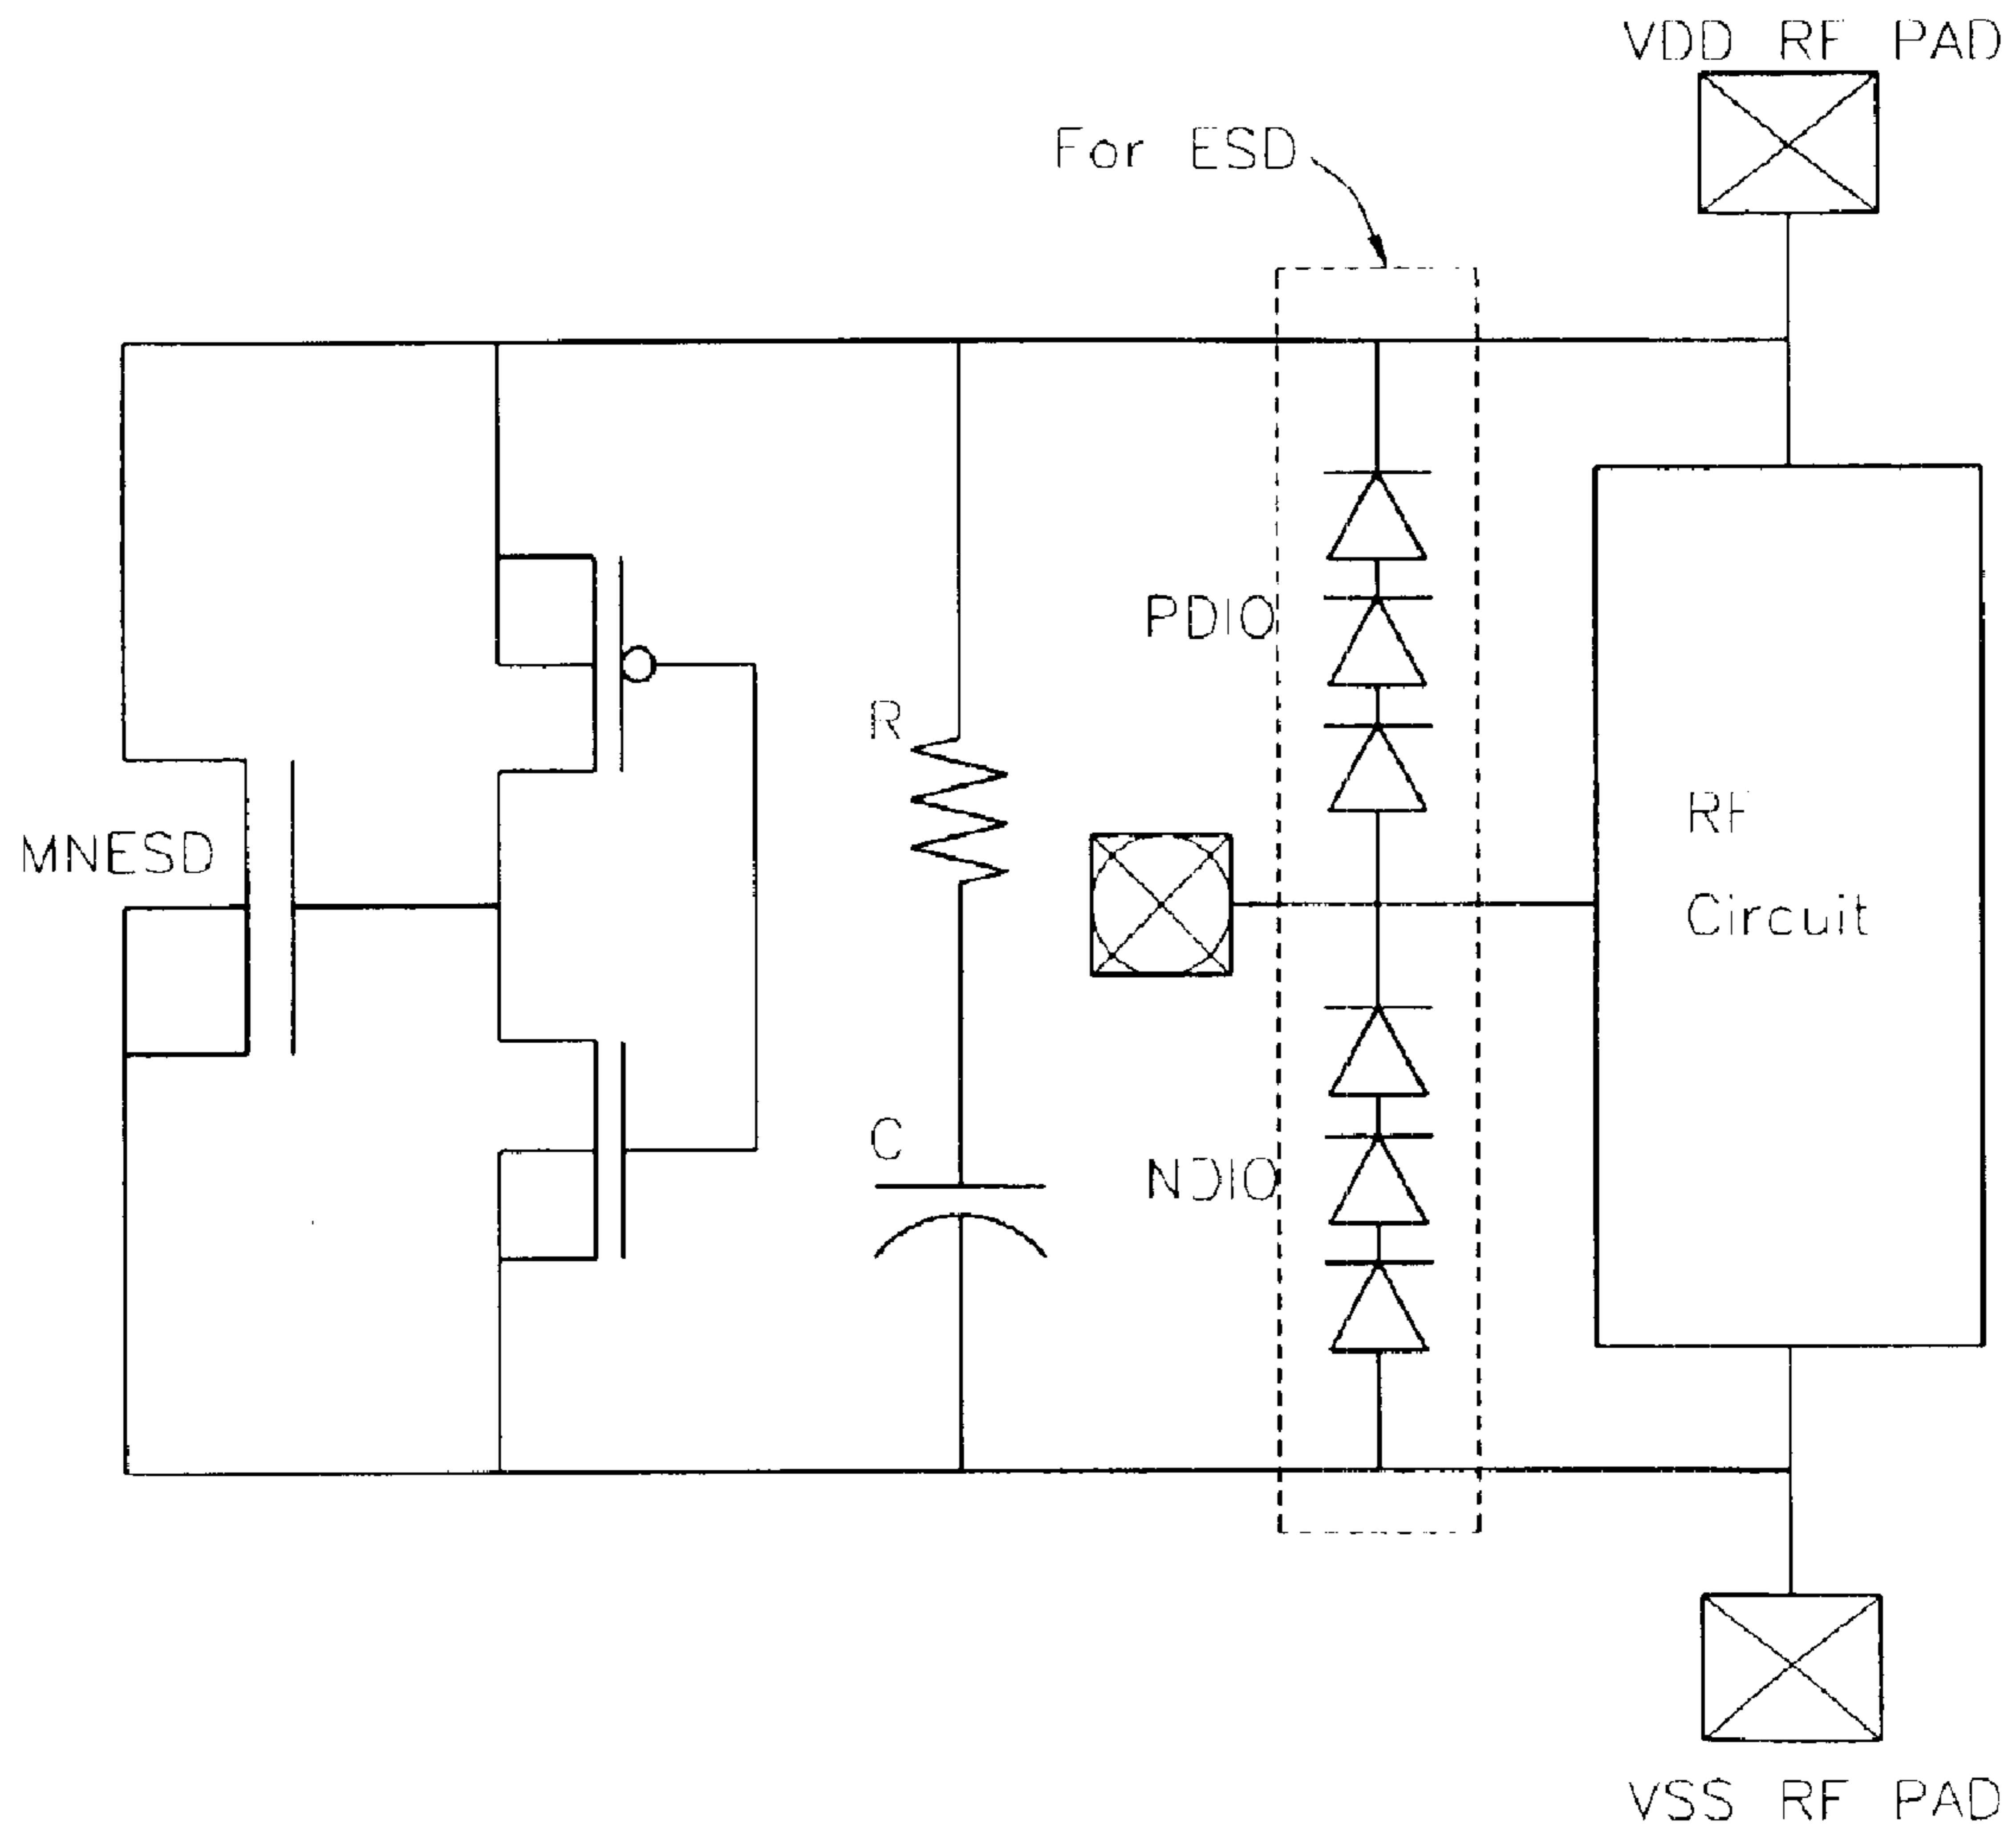 VDD RF PAD
For ESD
PDIO
R
RF
Circuit
MNESD
C
NDIO
VSS RF PAD